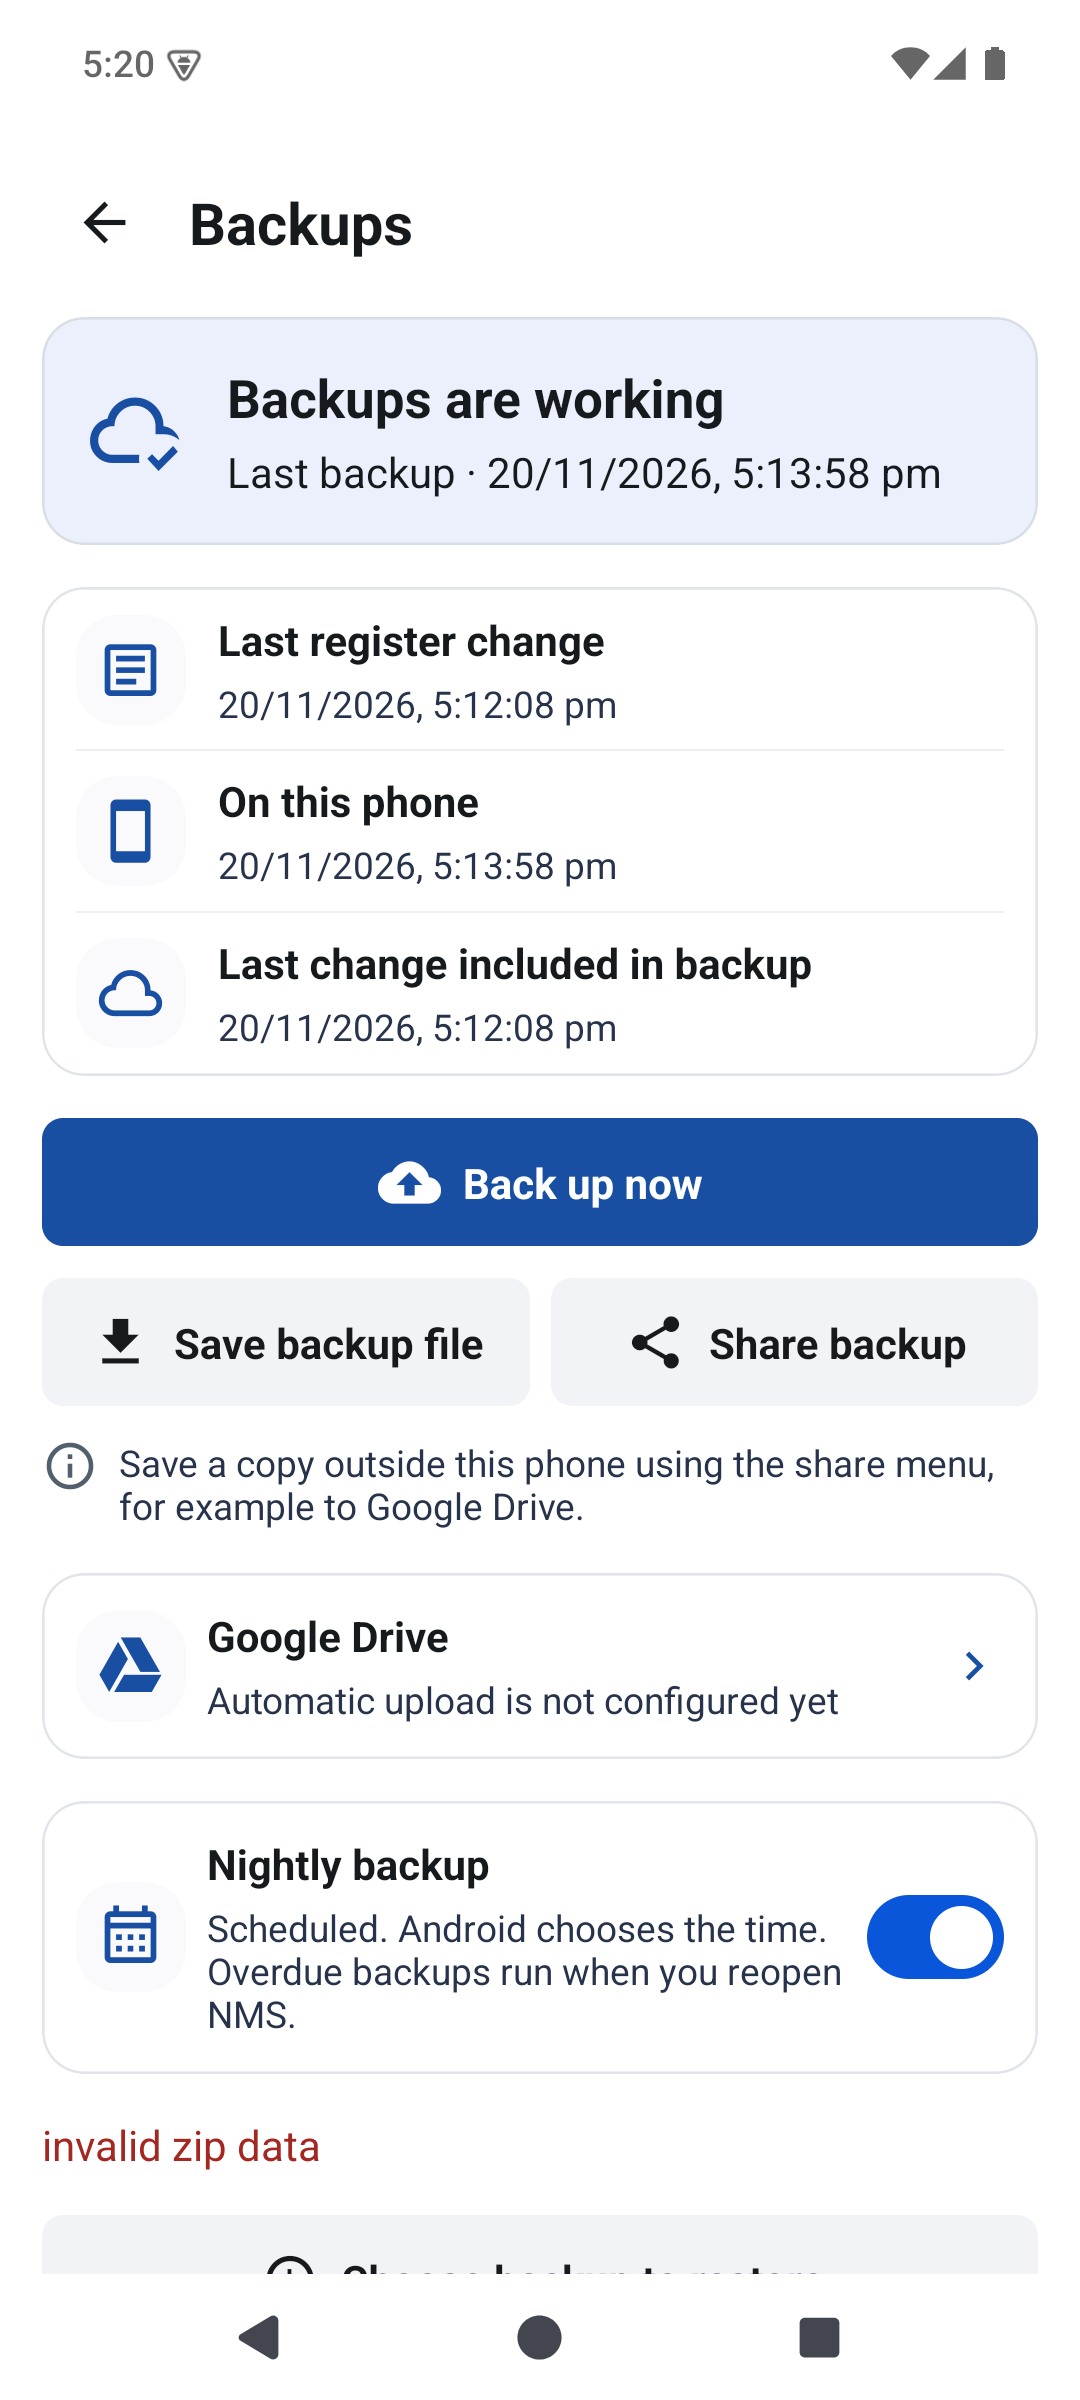 5:20
Backups
Backups are working
Last backup · 20/11/2026, 5:13:58 pm
Last register change
20/11/2026, 5:12:08 pm
On this phone
20/11/2026, 5:13:58 pm
Last change included in backup
20/11/2026, 5:12:08 pm
Back up now
Save backup file
Share backup
Save a copy outside this phone using the share menu,
for example to Google Drive.
Google Drive
Automatic upload is not configured yet
Nightly backup
Scheduled. Android chooses the time.
Overdue backups run when you reopen
NMS.
invalid zip data
Choose backup to restore